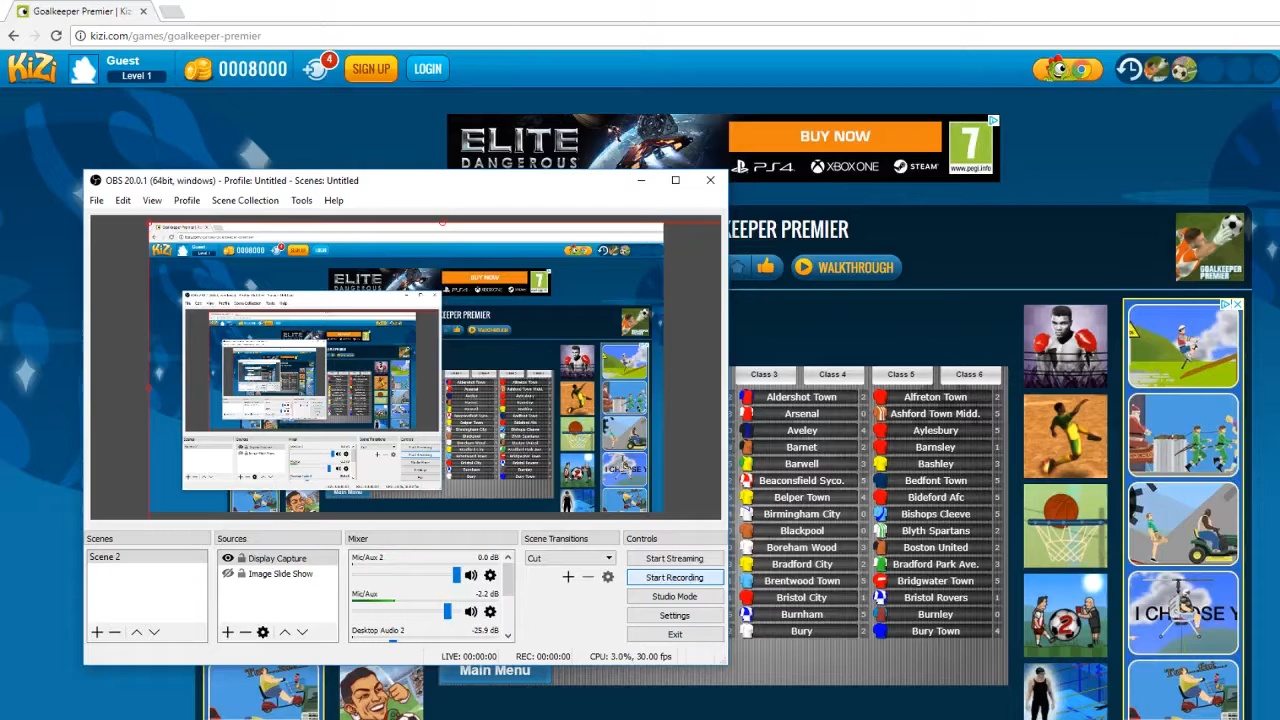 Goalkeeper Premier | Kiz
kizi.com/games/goalkeeper-premier
KiZi
Guest
Level 1
0008000
4
SIGN UP
LOGIN
ELITE
DANGEROUS
BUY NOW
PS4
XBOX ONE
STEAM
7
www.pegi.info
OBS 20.0.1 (64bit, windows) - Profile: Untitled - Scenes: Untitled
File Edit View Profile Scene Collection Tools Help
KEEPER PREMIER
WALKTHROUGH
GOALKEEPER
PREMIER
Class 3 Class 4 Class 5 Class 6
Aldershot Town 2 Alfreton Town 2
Arsenal 0 Ashford Town Midd. 5
Aveley 5 Aylesbury 5
Barnet 2 Barnsley 1
Barwell 4 Bashley 3
Beaconsfield Syco. 5 Bedfont Town 5
Belper Town 4 Bideford Afc 5
Birmingham City 0 Bishops Cleeve 5
Blackpool 0 Blyth Spartans 5
Boreham Wood 3 Boston United 2
Bradford City 2 Bradford Park Ave. 3
Brentwood Town 5 Bridgwater Town 5
Bristol City 1 Bristol Rovers 1
Burnham 5 Burnley 0
Bury 2 Bury Town 4
I CHOOSE Y
Scenes Sources Mixer Scene Transitions Controls
Scene 2
Display Capture
Image Slide Show
Mic/Aux 2 0.0 dB
Mic/Aux -2.2 dB
Desktop Audio 2 -25.9 dB
Cut
Start Streaming
Start Recording
Studio Mode
Settings
Exit
LIVE: 00:00:00 REC: 00:00:00 CPU: 3.0%, 30.00 fps
Main Menu